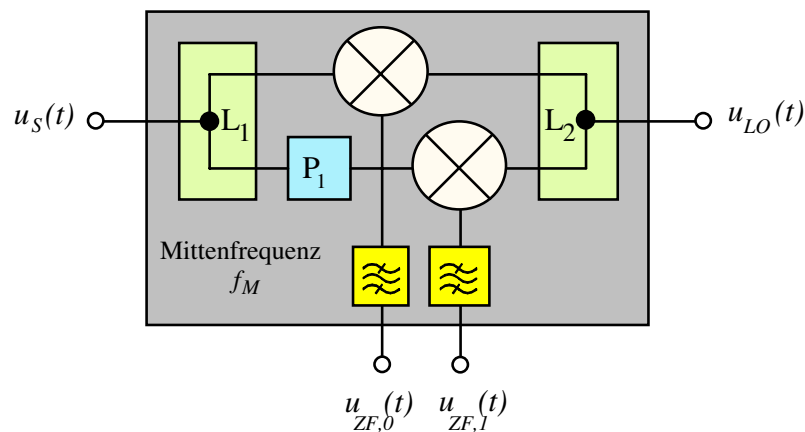 u_S(t)
L_1
L_2
u_LO(t)
P_1
Mittenfrequenz
f_M
u_ZF,0(t) u_ZF,1(t)